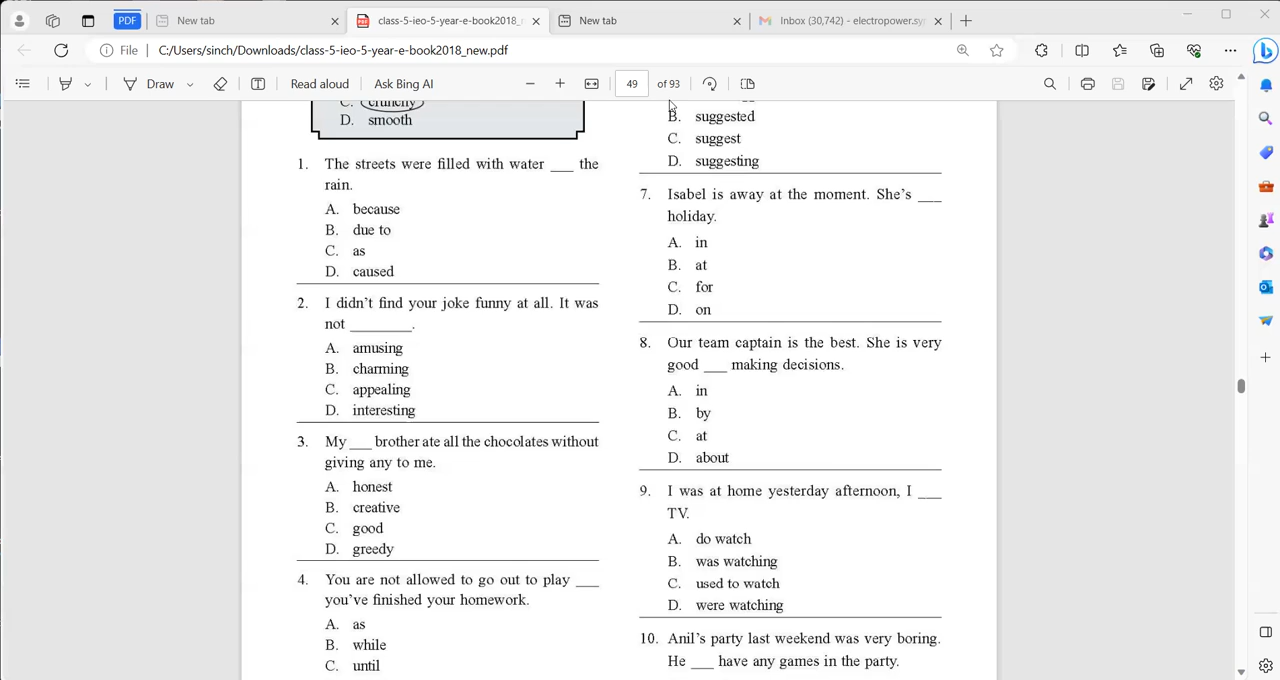 PDF
New tab
class-5-ieo-5-year-e-book2018_
New tab
Inbox (30,742) - electropower.sy
File
C:/Users/sinch/Downloads/class-5-ieo-5-year-e-book2018_new.pdf
Draw
Read aloud
Ask Bing AI
49 of 93
C. crunchy
D. smooth
1. The streets were filled with water ___ the
rain.
A. because
B. due to
C. as
D. caused
2. I didn't find your joke funny at all. It was
not ________.
A. amusing
B. charming
C. appealing
D. interesting
3. My ___ brother ate all the chocolates without
giving any to me.
A. honest
B. creative
C. good
D. greedy
4. You are not allowed to go out to play ___
you've finished your homework.
A. as
B. while
C. until
B. suggested
C. suggest
D. suggesting
7. Isabel is away at the moment. She's ___
holiday.
A. in
B. at
C. for
D. on
8. Our team captain is the best. She is very
good ___ making decisions.
A. in
B. by
C. at
D. about
9. I was at home yesterday afternoon, I ___
TV.
A. do watch
B. was watching
C. used to watch
D. were watching
10. Anil's party last weekend was very boring.
He ___ have any games in the party.